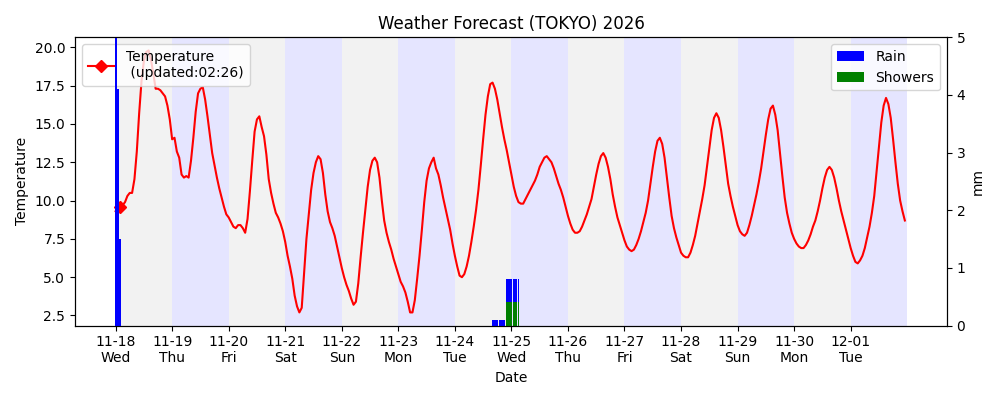 Weather Forecast (TOKYO) 2026
Temperature
(updated:02:26)
Rain
Showers
20.0
17.5
15.0
12.5
10.0
7.5
5.0
2.5
Temperature
5
4
3
2
1
0
mm
11-18 11-19 11-20 11-21 11-22 11-23 11-24 11-25 11-26 11-27 11-28 11-29 11-30 12-01
Wed Thu Fri Sat Sun Mon Tue Wed Thu Fri Sat Sun Mon Tue
Date